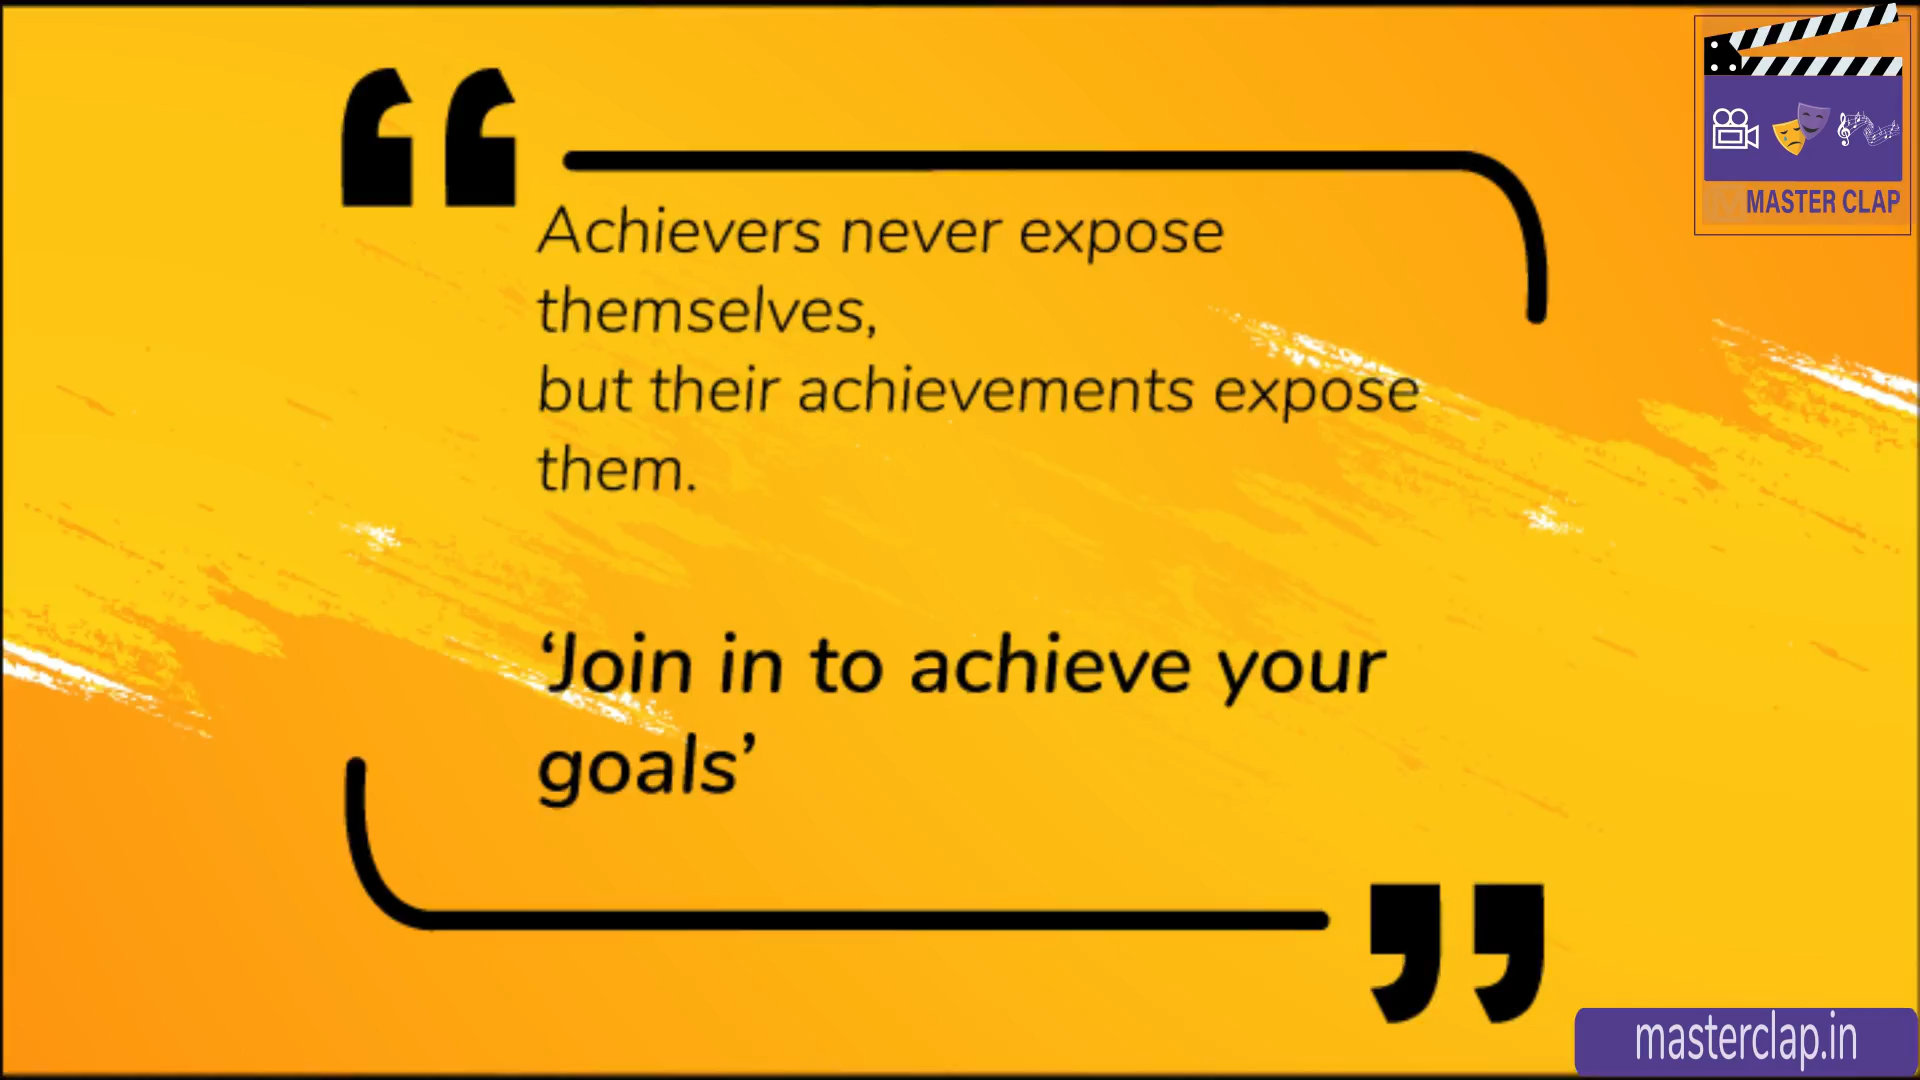 MASTER CLAP
Achievers never expose
themselves,
but their achievements expose
them.
‘Join in to achieve your
goals’
masterclap.in